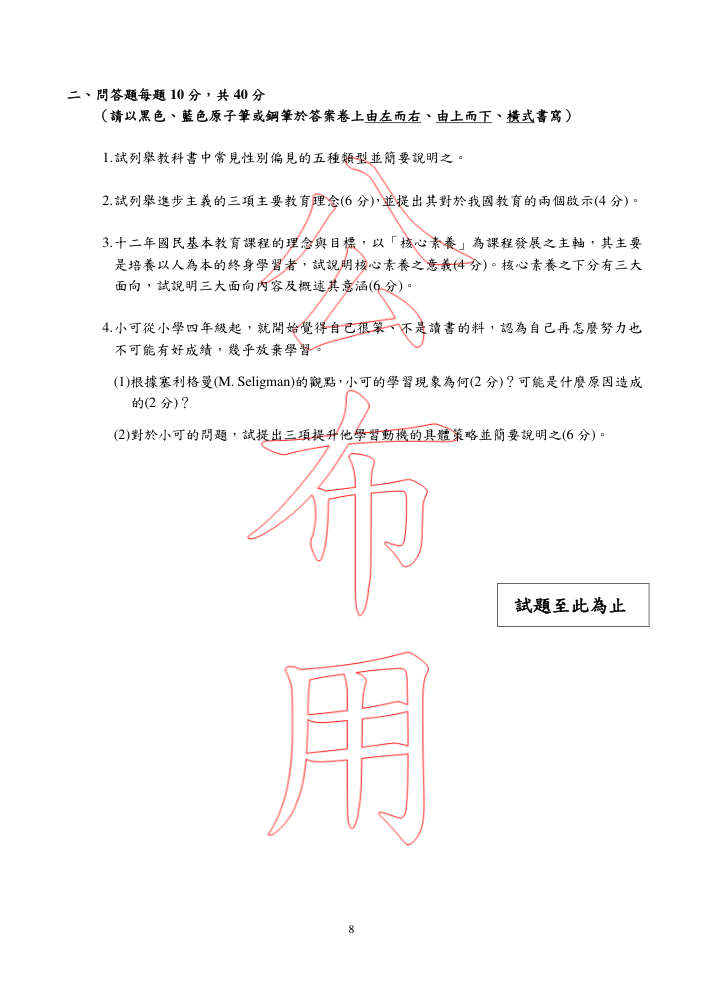 二、問答題每題 10 分，共 40 分
（請以黑色、藍色原子筆或鋼筆於答案卷上由左而右、由上而下、橫式書寫）
1.試列舉教科書中常見性別偏見的五種類型並簡要說明之。
2.試列舉進步主義的三項主要教育理念(6 分)，並提出其對於我國教育的兩個啟示(4 分)。
3.十二年國民基本教育課程的理念與目標，以「核心素養」為課程發展之主軸，其主要
是培養以人為本的終身學習者，試說明核心素養之意義(4 分)。核心素養之下分有三大
面向，試說明三大面向內容及概述其意涵(6 分)。
4.小可從小學四年級起，就開始覺得自己很笨、不是讀書的料，認為自己再怎麼努力也
不可能有好成績，幾乎放棄學習。
(1)根據塞利格曼(M. Seligman)的觀點，小可的學習現象為何(2 分)？可能是什麼原因造成
的(2 分)？
(2)對於小可的問題，試提出三項提升他學習動機的具體策略並簡要說明之(6 分)。
公
布
用
試題至此為止
8